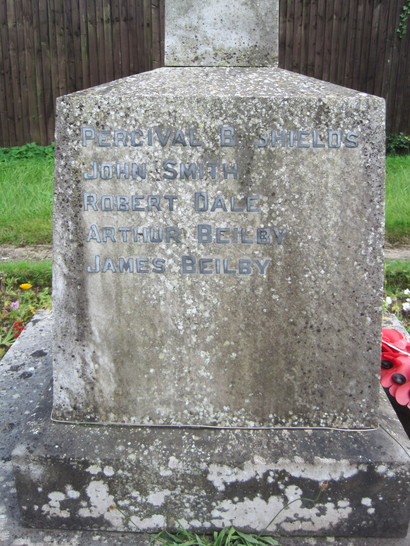 PERCIVAL B SHIELDS
JOHN SMITH
ROBERT DALE
ARTHUR BEILBY
JAMES BEILBY